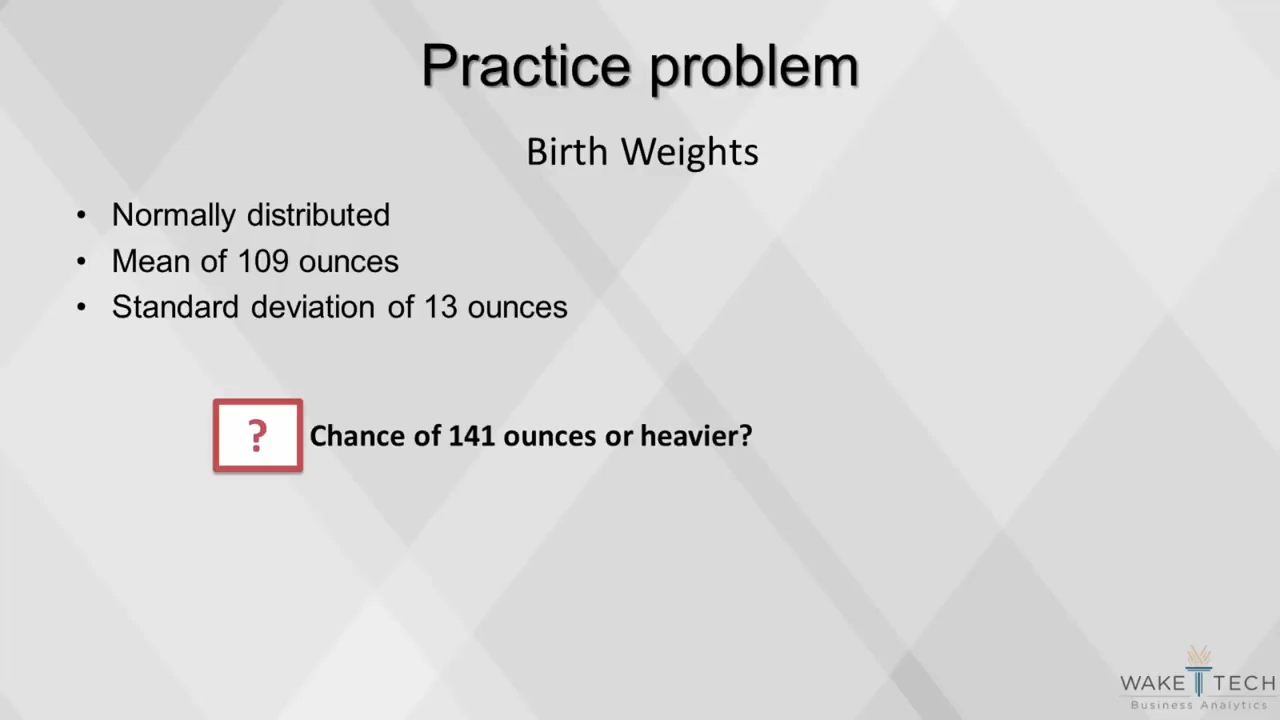 Practice problem
Birth Weights
• Normally distributed
• Mean of 109 ounces
• Standard deviation of 13 ounces
? Chance of 141 ounces or heavier?
WAKE TECH
Business Analytics